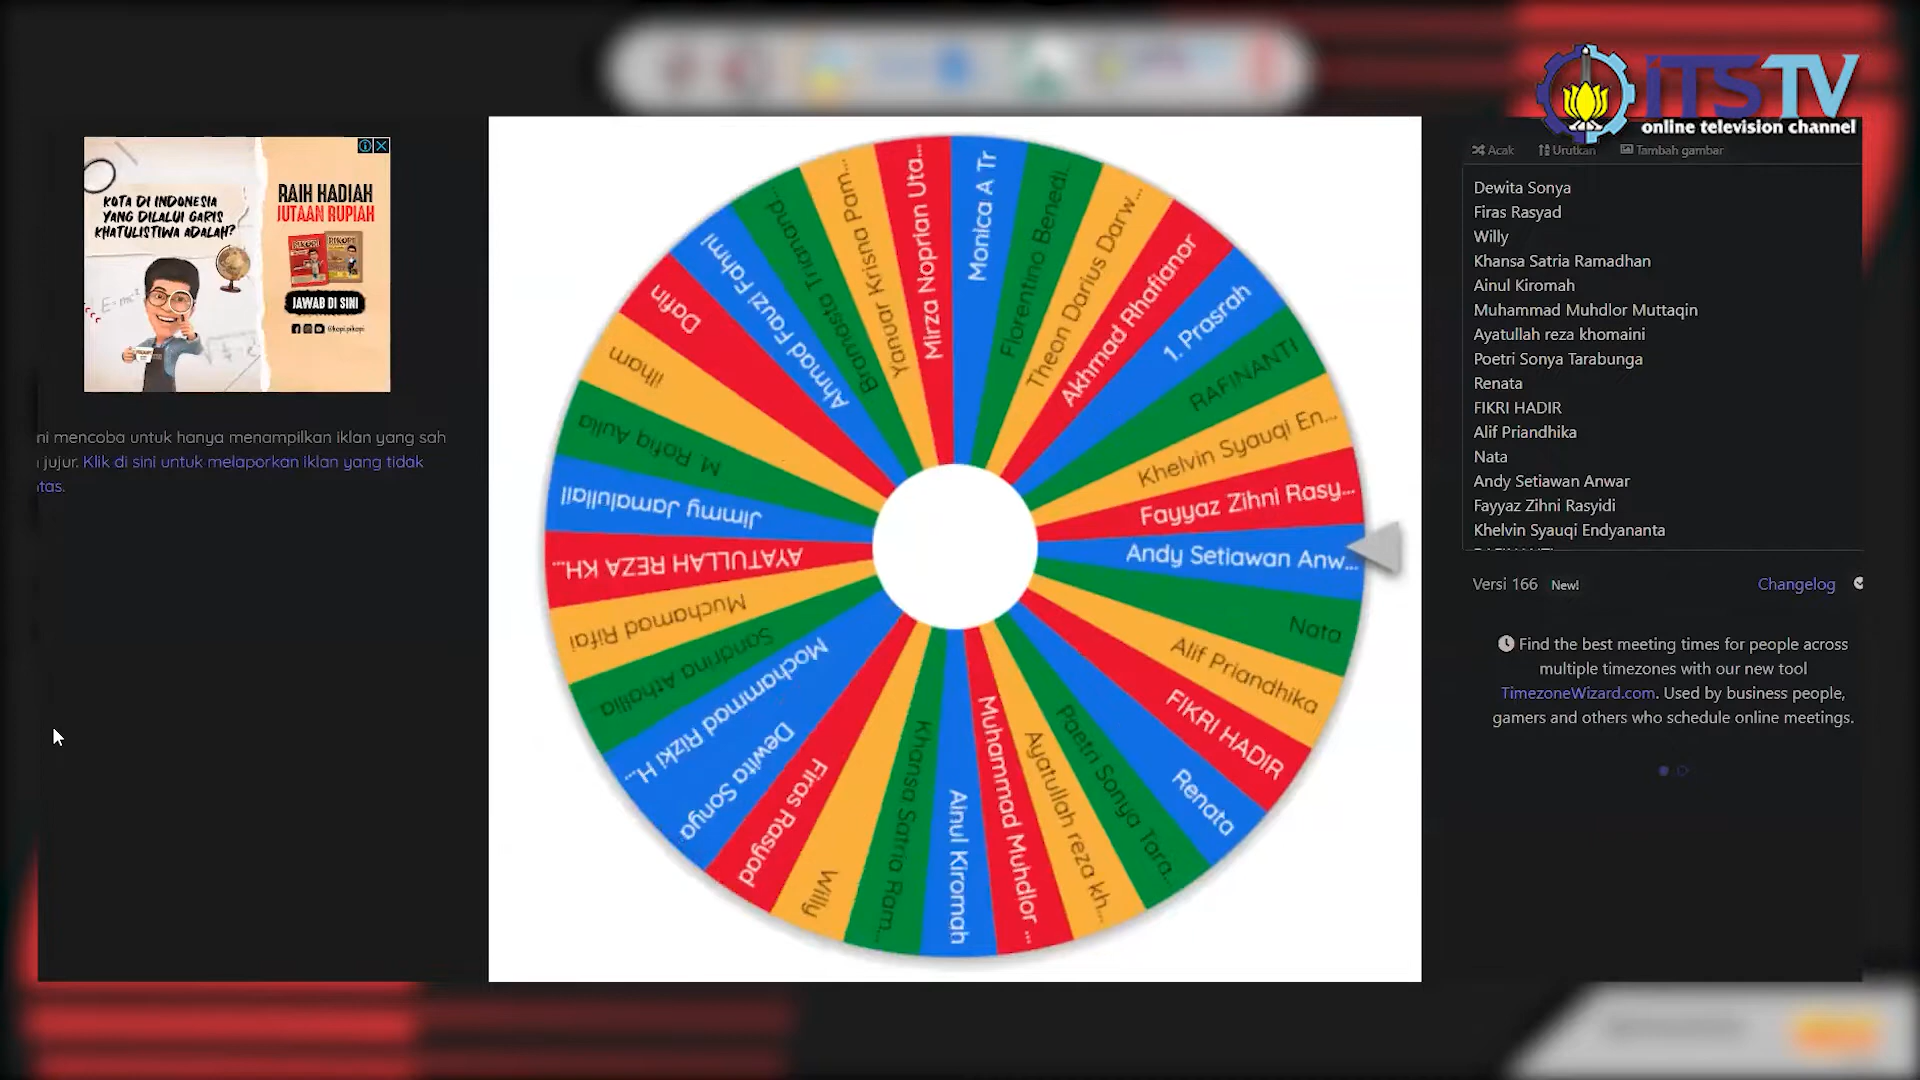 iTSTV
online television channel
KOTA DI INDONESIA
YANG DILALUI GARIS
KHATULISTIWA ADALAH?
RAIH HADIAH
JUTAAN RUPIAH
JAWAB DI SINI
@kopi.pikopi
E=mc²
ni mencoba untuk hanya menampilkan iklan yang sah
jujur. Klik di sini untuk melaporkan iklan yang tidak
tas.
Monica A Tr
Florentino Benedi...
Theon Darius Darw...
Akhmad Rhafianor
1. Prasrah
RAFINANTI
Khelvin Syauqi En...
Fayyaz Zihni Rasy...
Andy Setiawan Anw...
Nata
Alif Priandhika
FIKRI HADIR
Renata
Poetri Sonya Tara...
Ayatullah reza kh...
Muhammad Muhdlor ...
Ainul Kiromah
Khansa Satria Ram...
Willy
Firas Rasyad
Dewita Sonya
Mochammad Rizki H...
Sandrina Athallia
Muchamad Rifai
AYATULLAH REZA KH...
Jimmy Jamalullail
M. Rofiq Aulia
ilham
Dafin
Ahmad Fauzi Fahmi
Bramasta Trianand...
Yanuar Krisna Pam...
Mirza Noprian Uta...
Acak
Urutkan
Tambah gambar
Dewita Sonya
Firas Rasyad
Willy
Khansa Satria Ramadhan
Ainul Kiromah
Muhammad Muhdlor Muttaqin
Ayatullah reza khomaini
Poetri Sonya Tarabunga
Renata
FIKRI HADIR
Alif Priandhika
Nata
Andy Setiawan Anwar
Fayyaz Zihni Rasyidi
Khelvin Syauqi Endyananta
Versi 166 New! Changelog
Find the best meeting times for people across
multiple timezones with our new tool
TimezoneWizard.com. Used by business people,
gamers and others who schedule online meetings.